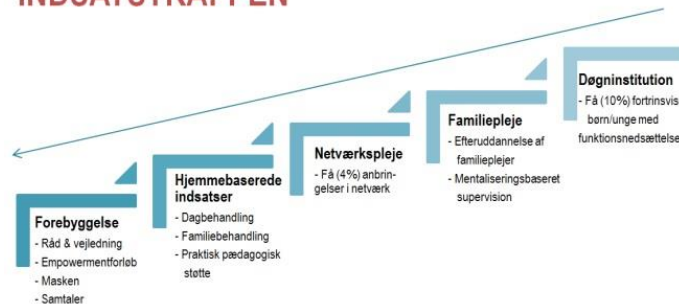 Forebyggelse
- Råd & vejledning
- Empowermentforløb
- Masken
- Samtaler
Hjemmebaserede
indsatser
- Dagbehandling
- Familiebehandling
- Praktisk pædagogisk
støtte
Netværkspleje
- Få (4%) anbrin-
gelser i netværk
Familiepleje
- Efteruddannelse af
familieplejer
- Mentaliseringsbaseret
supervision
Døgninstitution
- Få (10%) fortrinsvis
børn/unge med
funktionsnedsættelse